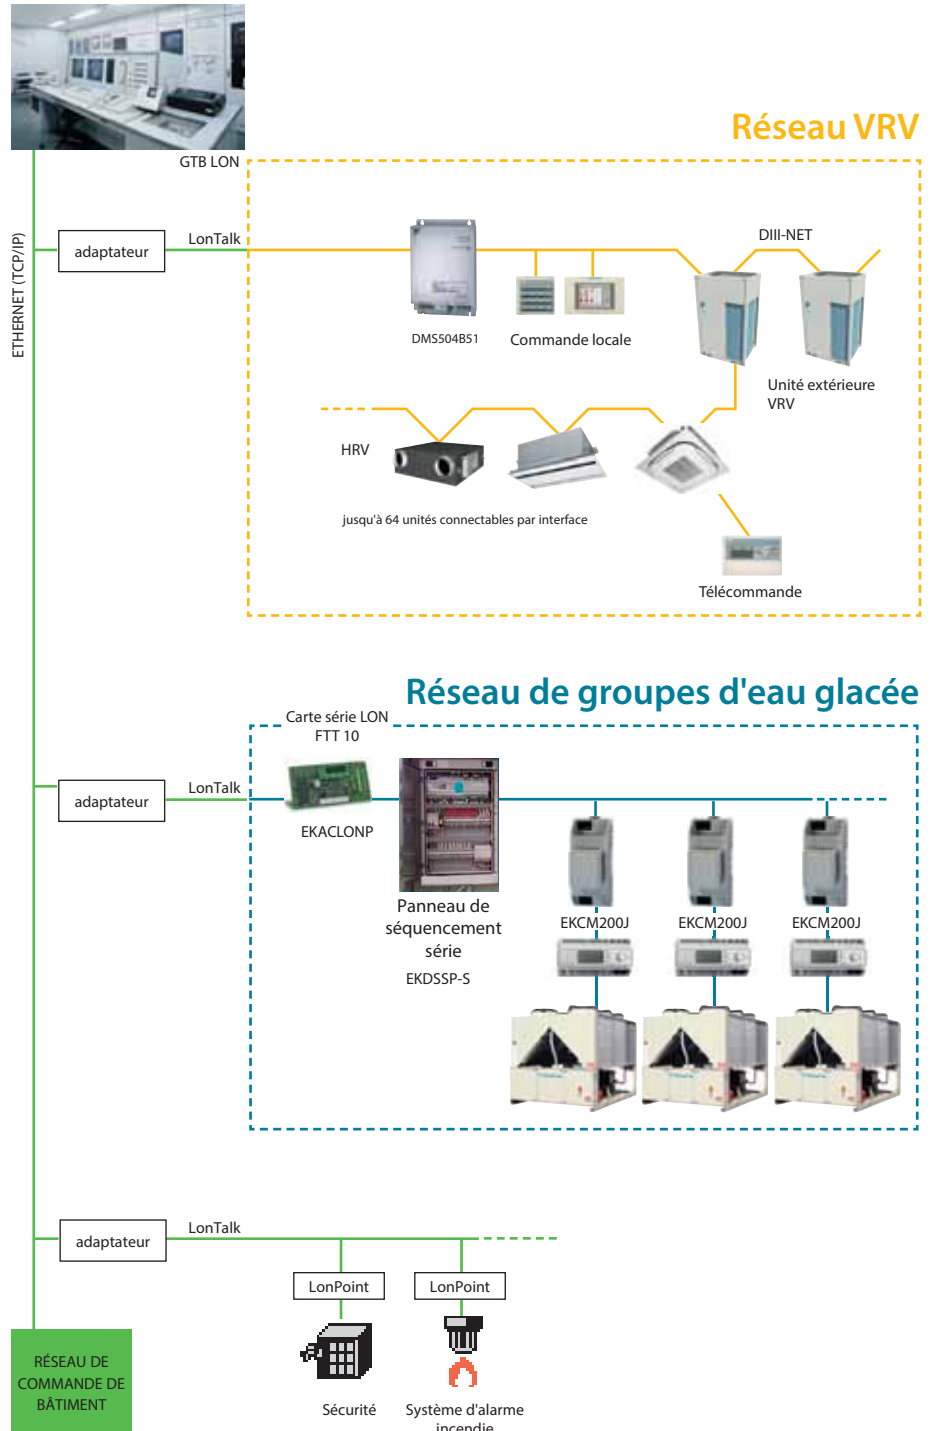 Réseau VRV
GTB LON
ETHERNET (TCP/IP)
adaptateur
LonTalk
DIII-NET
DMS504B51
Commande locale
Unité extérieure
VRV
HRV
jusqu'à 64 unités connectables par interface
Télécommande
Réseau de groupes d'eau glacée
Carte série LON
FTT 10
adaptateur
LonTalk
EKACLONP
Panneau de
séquencement
série
EKDSSP-S
EKCM200J
EKCM200J
EKCM200J
adaptateur
LonTalk
LonPoint
LonPoint
RÉSEAU DE
COMMANDE DE
BÂTIMENT
Sécurité
Système d'alarme
incendie